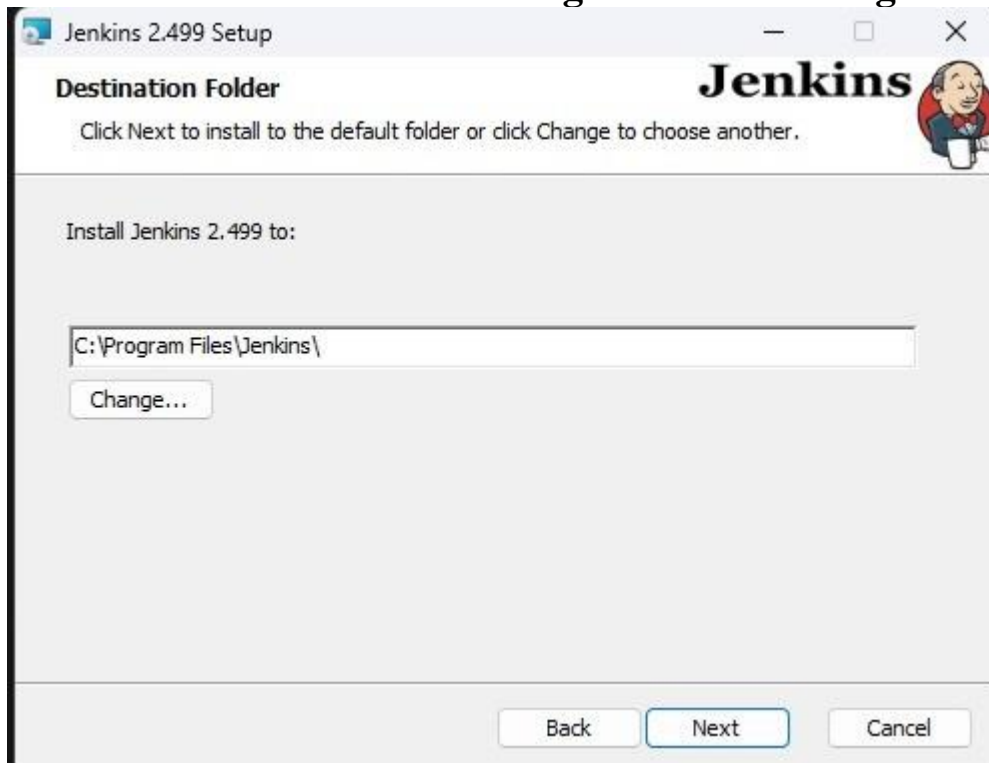 Jenkins 2.499 Setup
Jenkins
Destination Folder
Click Next to install to the default folder or click Change to choose another.
Install Jenkins 2.499 to:
C:\Program Files\Jenkins\
Change...
Back Next Cancel